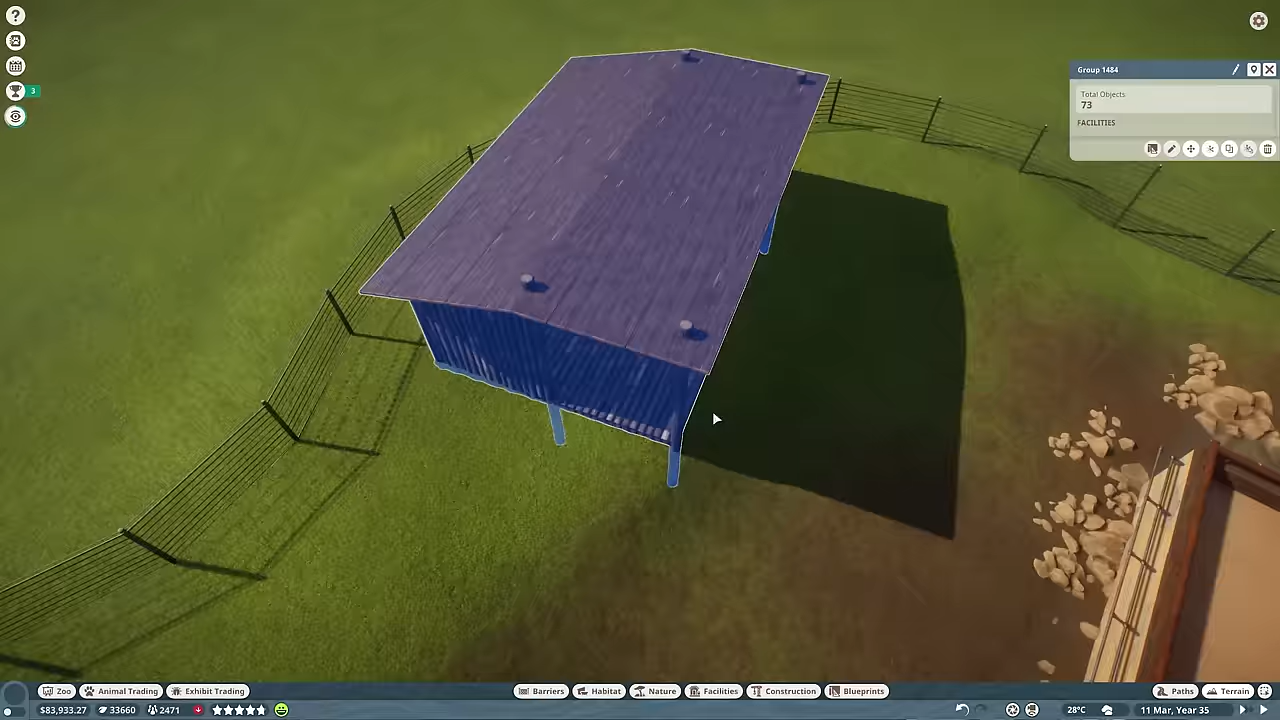 ?
3
Group 1484
Total Objects
73
FACILITIES
Zoo Animal Trading Exhibit Trading Barriers Habitat Nature Facilities Construction Blueprints Paths Terrain
$83,933.27 33660 2471 28°C 11 Mar, Year 35